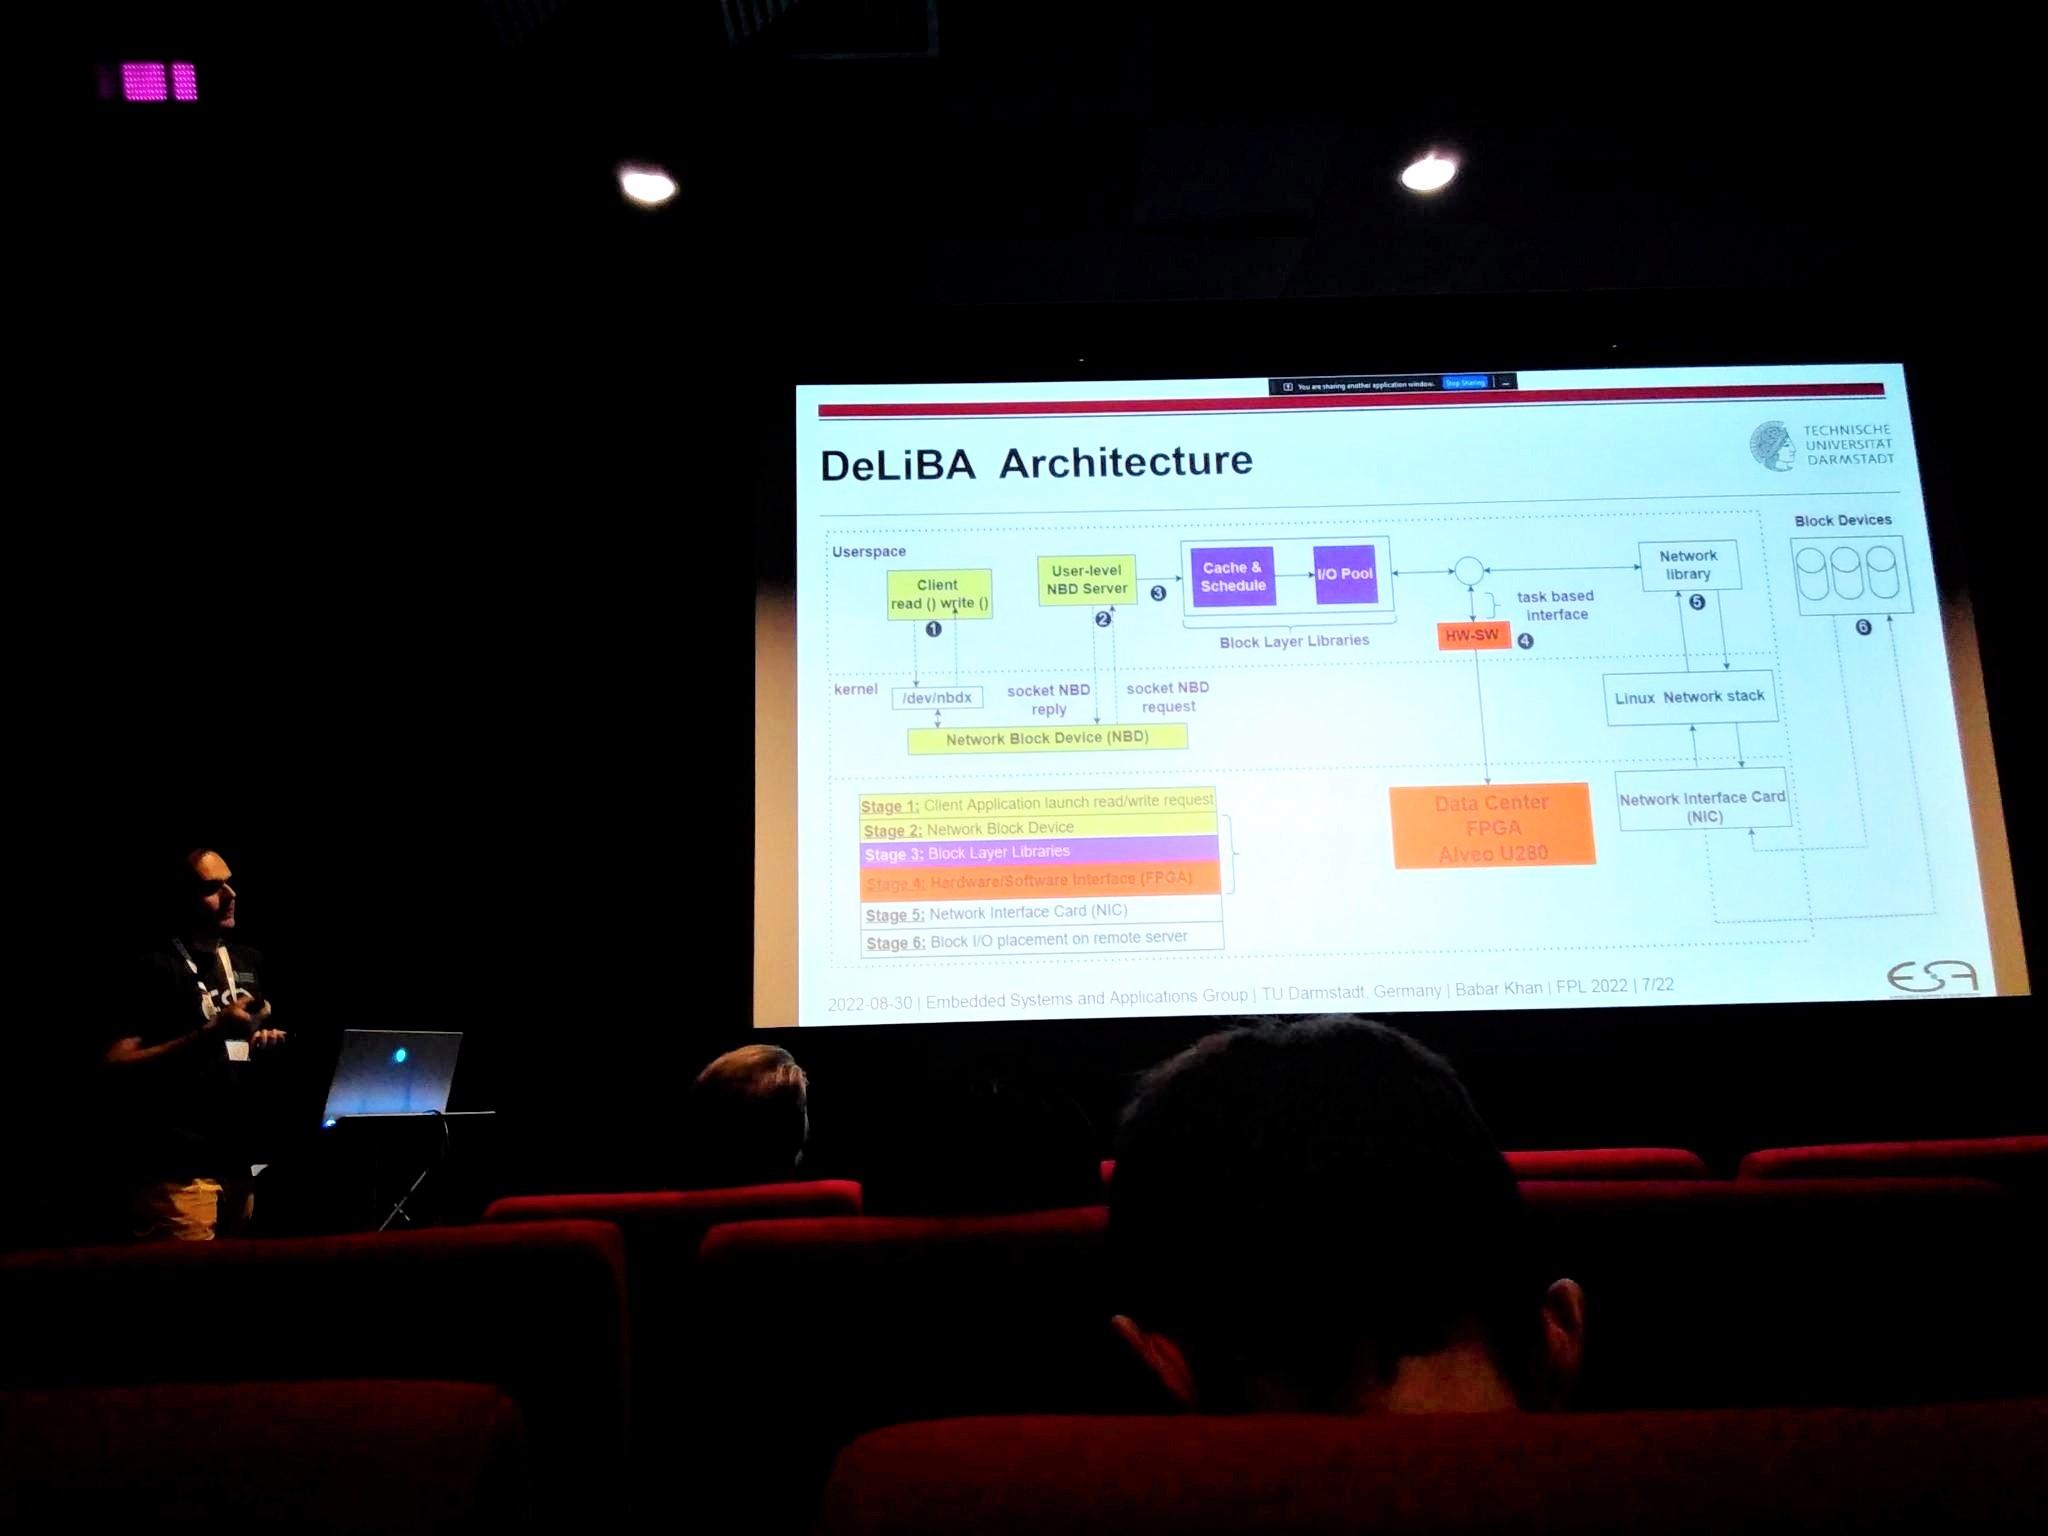 You are sharing another application window. Stop Sharing
DeLiBA Architecture
TECHNISCHE
UNIVERSITÄT
DARMSTADT
Userspace
Client
read () write ()
1
User-level
NBD Server
2
3
Cache &
Schedule
I/O Pool
Block Layer Libraries
task based
interface
HW-SW
4
Network
library
5
Block Devices
6
kernel
/dev/nbdx
socket NBD
reply
socket NBD
request
Network Block Device (NBD)
Linux Network stack
Stage 1: Client Application launch read/write request
Stage 2: Network Block Device
Stage 3: Block Layer Libraries
Stage 4: Hardware/Software Interface (FPGA)
Stage 5: Network Interface Card (NIC)
Stage 6: Block I/O placement on remote server
Data Center
FPGA
Alveo U280
Network Interface Card
(NIC)
2022-08-30 | Embedded Systems and Applications Group | TU Darmstadt, Germany | Babar Khan | FPL 2022 | 7/22
ESA